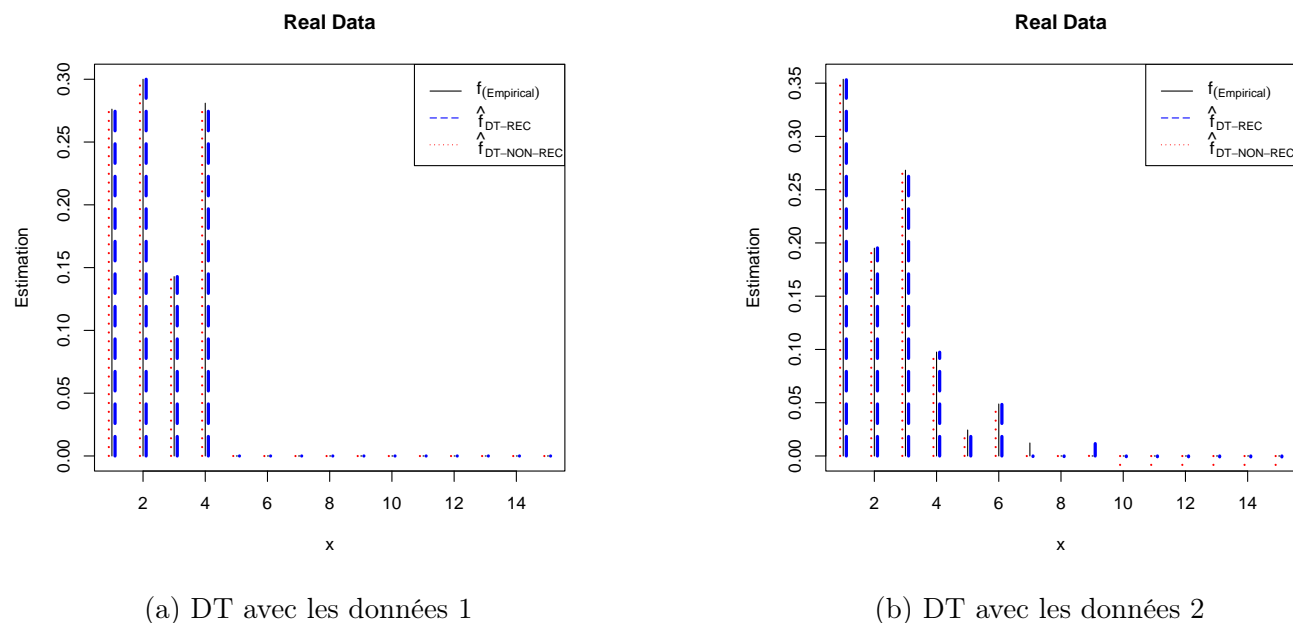 Real Data
f(Empirical)
f̂DT−REC
f̂DT−NON−REC
Estimation
0.30
0.25
0.20
0.15
0.10
0.05
0.00
2 4 6 8 10 12 14
x
(a) DT avec les données 1
Real Data
f(Empirical)
f̂DT−REC
f̂DT−NON−REC
Estimation
0.35
0.30
0.25
0.20
0.15
0.10
0.05
0.00
2 4 6 8 10 12 14
x
(b) DT avec les données 2